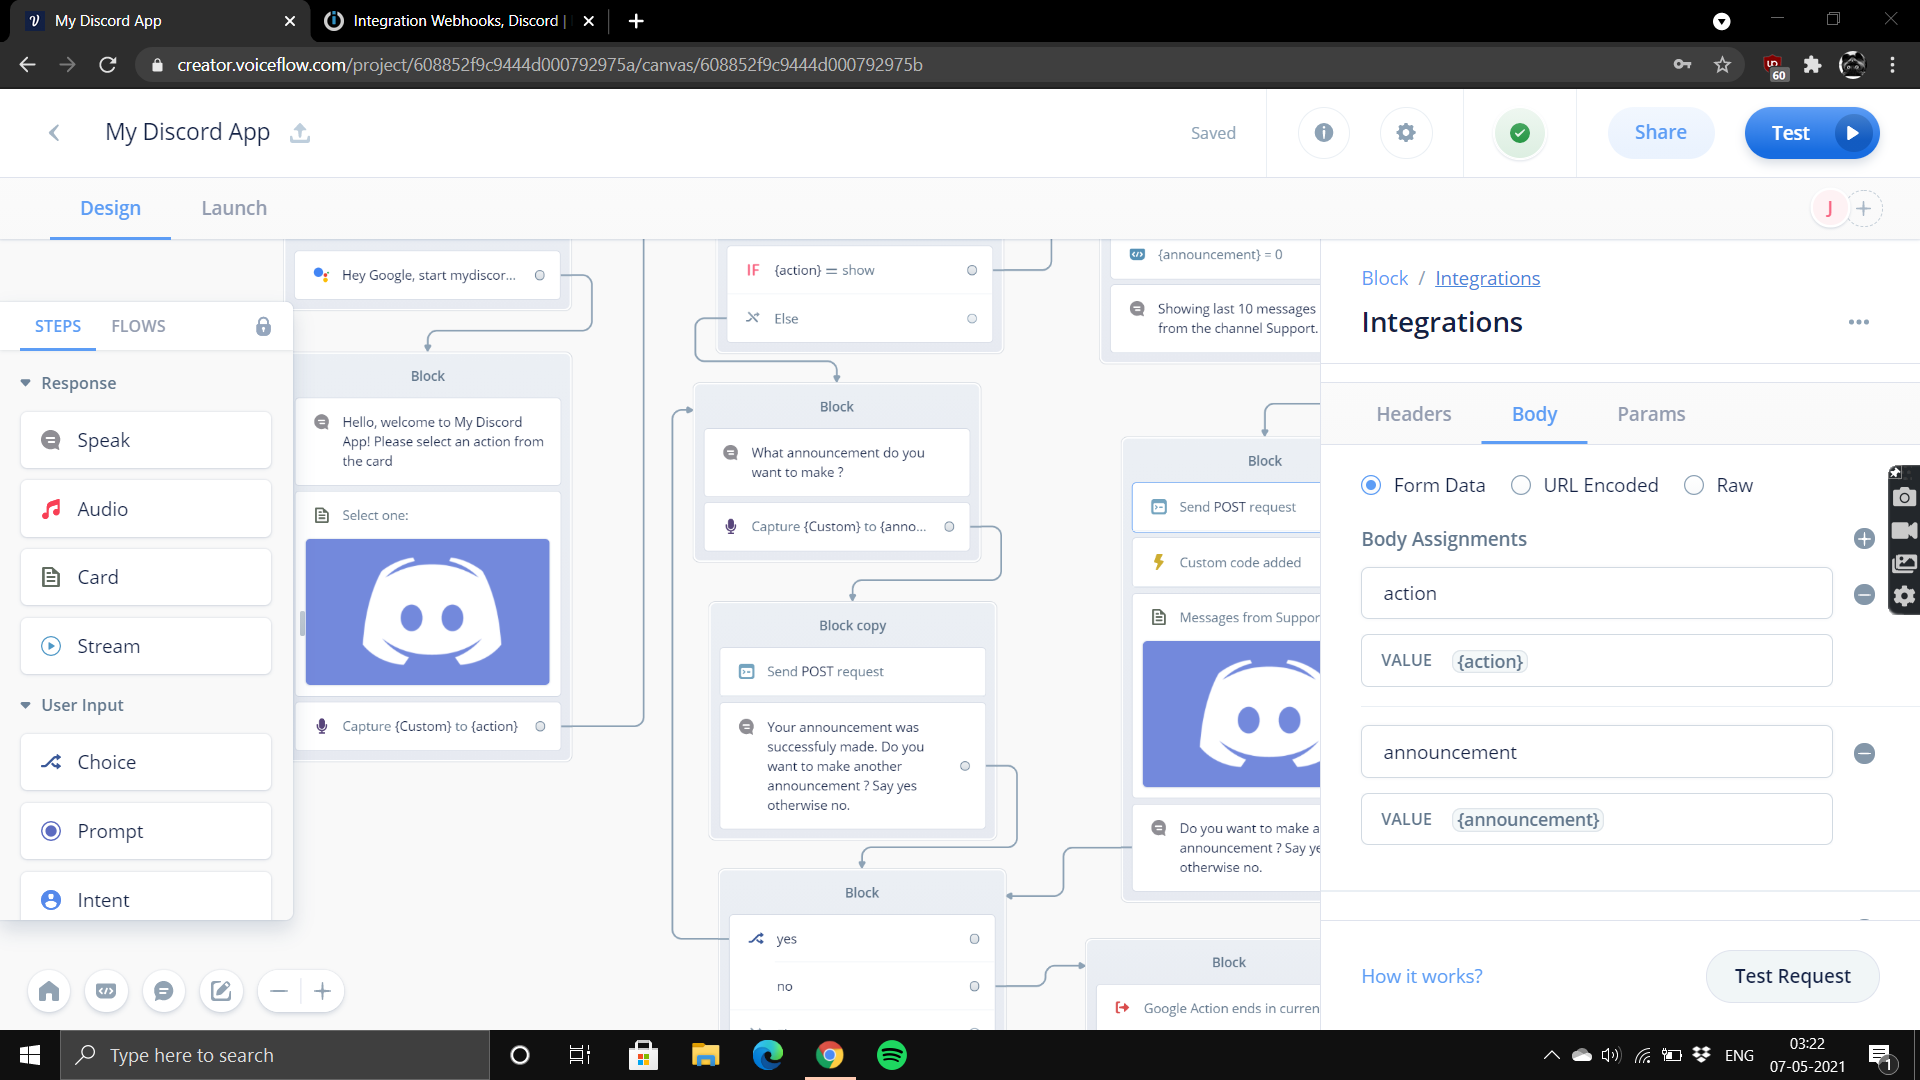 My Discord App
Integration Webhooks, Discord |
creator.voiceflow.com/project/608852f9c9444d000792975a/canvas/608852f9c9444d000792975b
60
My Discord App
Saved
Share
Test
Design
Launch
J
STEPS
FLOWS
Response
Speak
Audio
Card
Stream
User Input
Choice
Prompt
Intent
Hey Google, start mydiscor...
Block
Hello, welcome to My Discord
App! Please select an action from
the card
Select one:
Capture {Custom} to {action}
IF {action} = show
Else
Block
What announcement do you
want to make ?
Capture {Custom} to {anno...
Block copy
Send POST request
Your announcement was
successfuly made. Do you
want to make another
announcement ? Say yes
otherwise no.
Block
yes
no
{announcement} = 0
Showing last 10 messages
from the channel Support.
Block
Send POST request
Custom code added
Messages from Suppor
Do you want to make a
announcement ? Say ye
otherwise no.
Block
Google Action ends in curren
Block / Integrations
Integrations
Headers
Body
Params
Form Data
URL Encoded
Raw
Body Assignments
action
VALUE {action}
announcement
VALUE {announcement}
How it works?
Test Request
Type here to search
ENG
03:22
07-05-2021
1